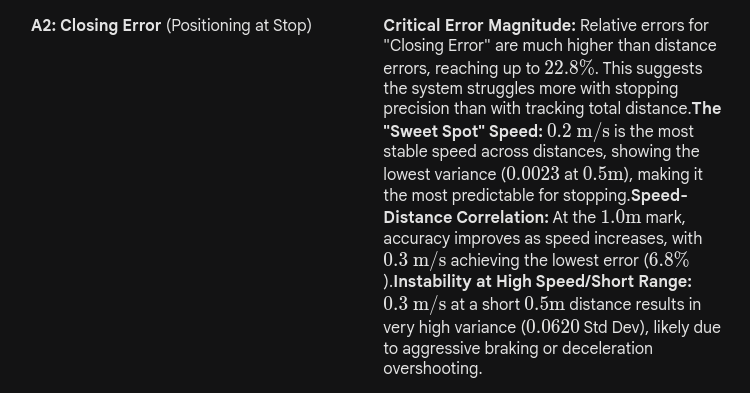 A2: Closing Error (Positioning at Stop)
Critical Error Magnitude: Relative errors for
"Closing Error" are much higher than distance
errors, reaching up to 22.8%. This suggests
the system struggles more with stopping
precision than with tracking total distance.The
"Sweet Spot" Speed: 0.2 m/s is the most
stable speed across distances, showing the
lowest variance (0.0023 at 0.5m), making it
the most predictable for stopping.Speed-
Distance Correlation: At the 1.0m mark,
accuracy improves as speed increases, with
0.3 m/s achieving the lowest error (6.8%
).Instability at High Speed/Short Range:
0.3 m/s at a short 0.5m distance results in
very high variance (0.0620 Std Dev), likely due
to aggressive braking or deceleration
overshooting.